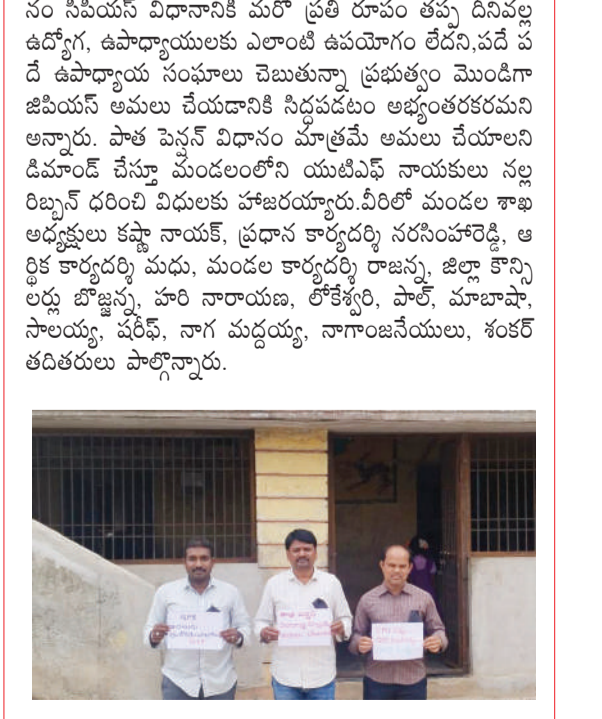 నం సిపియస్ విధానానికి మరో ప్రతి రూపం తప్ప దీనివల్ల
ఉద్యోగ, ఉపాధ్యాయులకు ఎలాంటి ఉపయోగం లేదని,పదే ప
దే ఉపాధ్యాయ సంఘాలు చెబుతున్నా ప్రభుత్వం మొండిగా
జిపియస్ అమలు చేయడానికి సిద్ధపడటం అభ్యంతరకరమని
అన్నారు. పాత పెన్షన్ విధానం మాత్రమే అమలు చేయాలని
డిమాండ్ చేస్తూ మండలంలోని యుటిఎఫ్ నాయకులు నల్ల
రిబ్బన్ ధరించి విధులకు హాజరయ్యారు.వీరిలో మండల శాఖ
అధ్యక్షులు కష్ణా నాయక్, ప్రధాన కార్యదర్శి నరసింహారెడ్డి, ఆ
ర్థిక కార్యదర్శి మధు, మండల కార్యదర్శి రాజన్న, జిల్లా కౌన్సి
లర్లు బొజ్జన్న, హరి నారాయణ, లోకేశ్వరి, పాల్, మాబాషా,
సాలయ్య, షరీఫ్, నాగ మద్దయ్య, నాగాంజనేయులు, శంకర్
తదితరులు పాల్గొన్నారు.